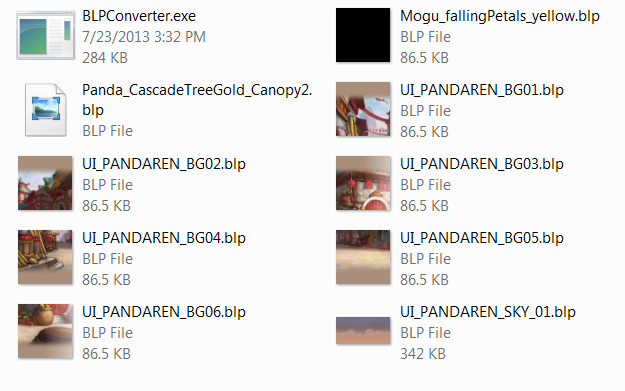 BLPConverter.exe
7/23/2013 3:32 PM
284 KB
Mogu_fallingPetals_yellow.blp
BLP File
86.5 KB
Panda_CascadeTreeGold_Canopy2.
blp
BLP File
UI_PANDAREN_BG01.blp
BLP File
86.5 KB
UI_PANDAREN_BG02.blp
BLP File
86.5 KB
UI_PANDAREN_BG03.blp
BLP File
86.5 KB
UI_PANDAREN_BG04.blp
BLP File
86.5 KB
UI_PANDAREN_BG05.blp
BLP File
86.5 KB
UI_PANDAREN_BG06.blp
BLP File
86.5 KB
UI_PANDAREN_SKY_01.blp
BLP File
342 KB